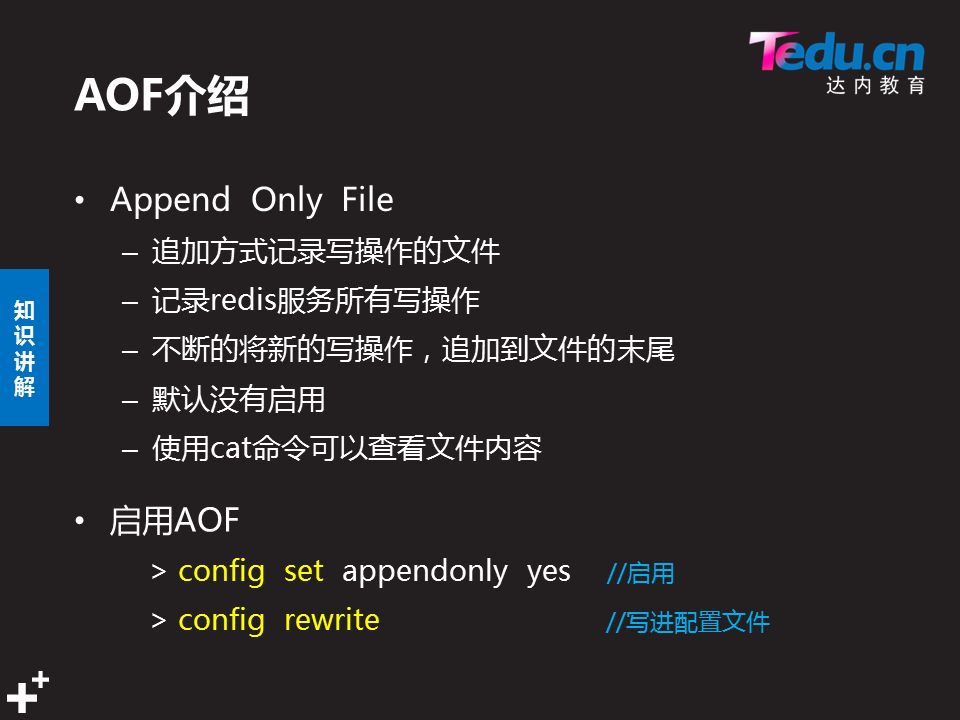 Tedu.cn
达内教育
AOF介绍
• Append Only File
– 追加方式记录写操作的文件
– 记录redis服务所有写操作
– 不断的将新的写操作，追加到文件的末尾
– 默认没有启用
– 使用cat命令可以查看文件内容
知识讲解
• 启用AOF
> config set appendonly yes //启用
> config rewrite //写进配置文件